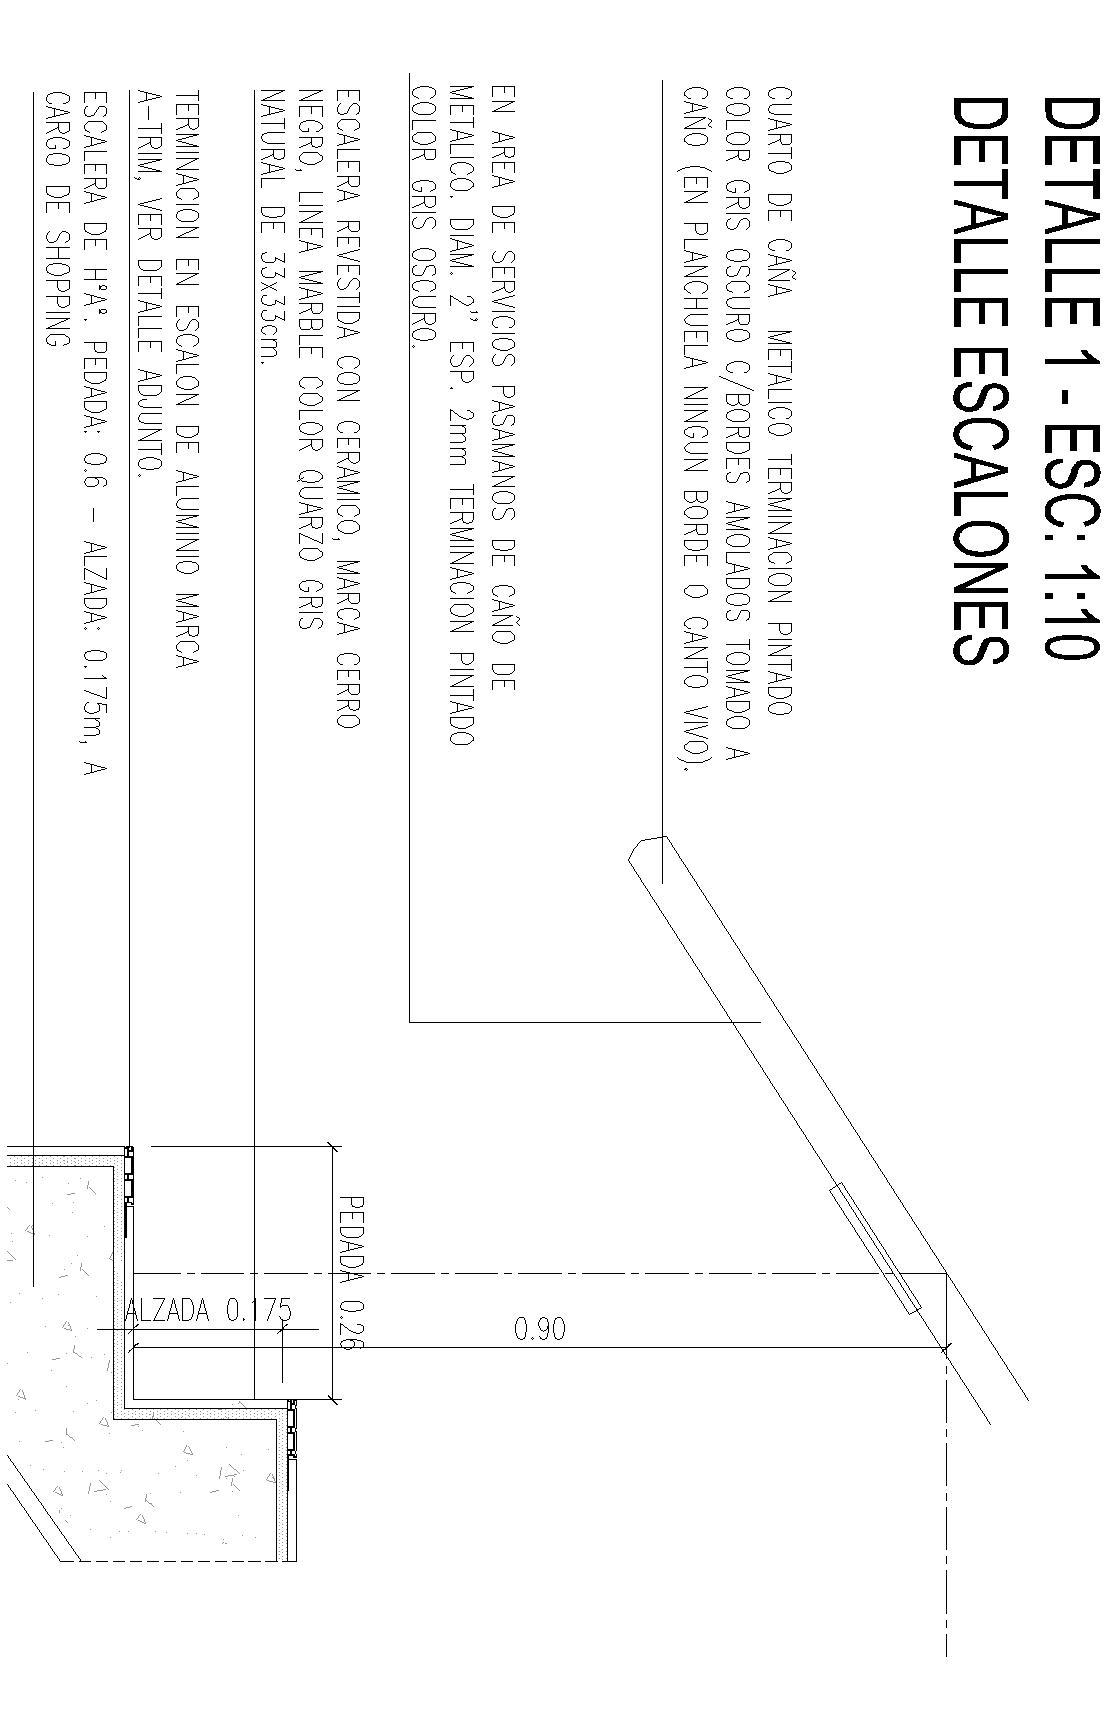 DETALLE 1 - ESC: 1:10
DETALLE ESCALONES
CUARTO DE CAÑA METALICO TERMINACION PINTADO
COLOR GRIS OSCURO C/BORDES AMOLADOS TOMADO A
CAÑO (EN PLANCHUELA NINGUN BORDE O CANTO VIVO).
EN AREA DE SERVICIOS PASAMANOS DE CAÑO DE
METALICO. DIAM. 2'' ESP. 2mm TERMINACION PINTADO
COLOR GRIS OSCURO.
ESCALERA REVESTIDA CON CERAMICO, MARCA CERRO
NEGRO, LINEA MARBLE COLOR QUARZO GRIS
NATURAL DE 33x33cm.
TERMINACION EN ESCALON DE ALUMINIO MARCA
A-TRIM, VER DETALLE ADJUNTO.
ESCALERA DE HºAº. PEDADA: 0.6 - ALZADA: 0.175m, A
CARGO DE SHOPPING
PEDADA 0.26
ALZADA 0.175
0.90